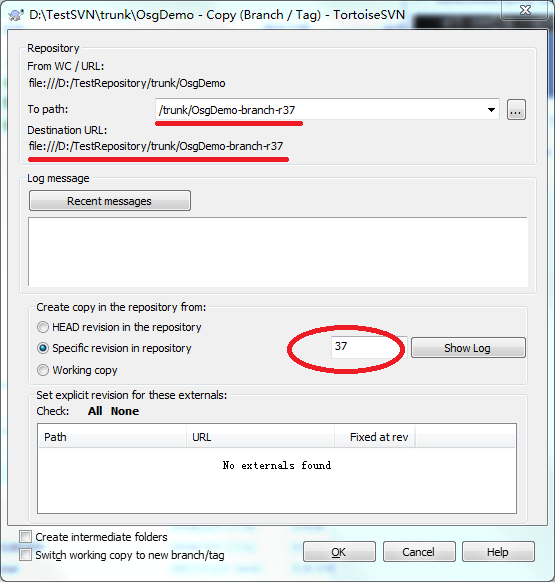 D:\TestSVN\trunk\OsgDemo - Copy (Branch / Tag) - TortoiseSVN
Repository
From WC / URL:
file:///D:/TestRepository/trunk/OsgDemo
To path:
/trunk/OsgDemo-branch-r37
...
Destination URL:
file:///D:/TestRepository/trunk/OsgDemo-branch-r37
Log message
Recent messages
Create copy in the repository from:
HEAD revision in the repository
Specific revision in repository
37
Show Log
Working copy
Set explicit revision for these externals:
Check: All None
Path URL Fixed at rev
No externals found
Create intermediate folders
Switch working copy to new branch/tag
OK Cancel Help